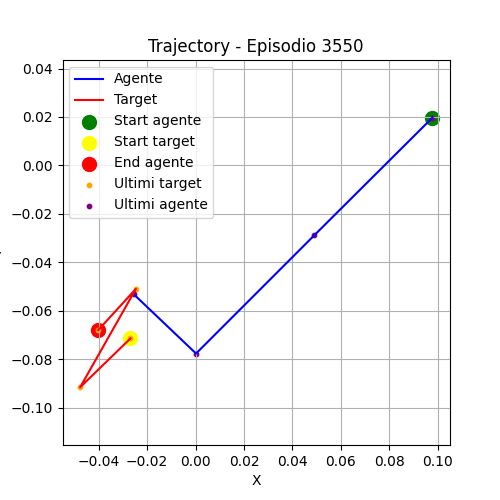 Trajectory - Episodio 3550
0.04
0.02
0.00
−0.02
−0.04
−0.06
−0.08
−0.10
Agente
Target
Start agente
Start target
End agente
Ultimi target
Ultimi agente
−0.04 −0.02 0.00 0.02 0.04 0.06 0.08 0.10
X